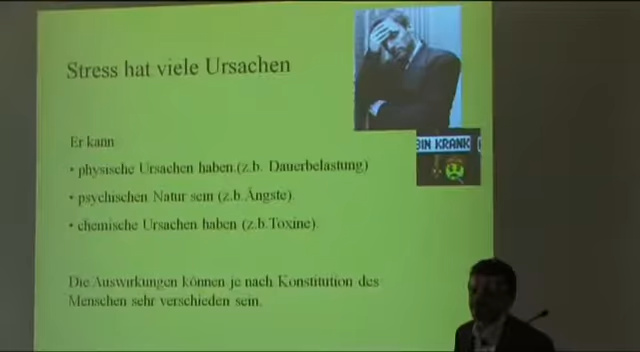 Stress hat viele Ursachen
BIN KRANK
Er kann
• physische Ursachen haben (z.b. Dauerbelastung)
• psychischen Natur sein (z.b.Ängste)
• chemische Ursachen haben (z.b.Toxine)
Die Auswirkungen können je nach Konstitution des
Menschen sehr verschieden sein.